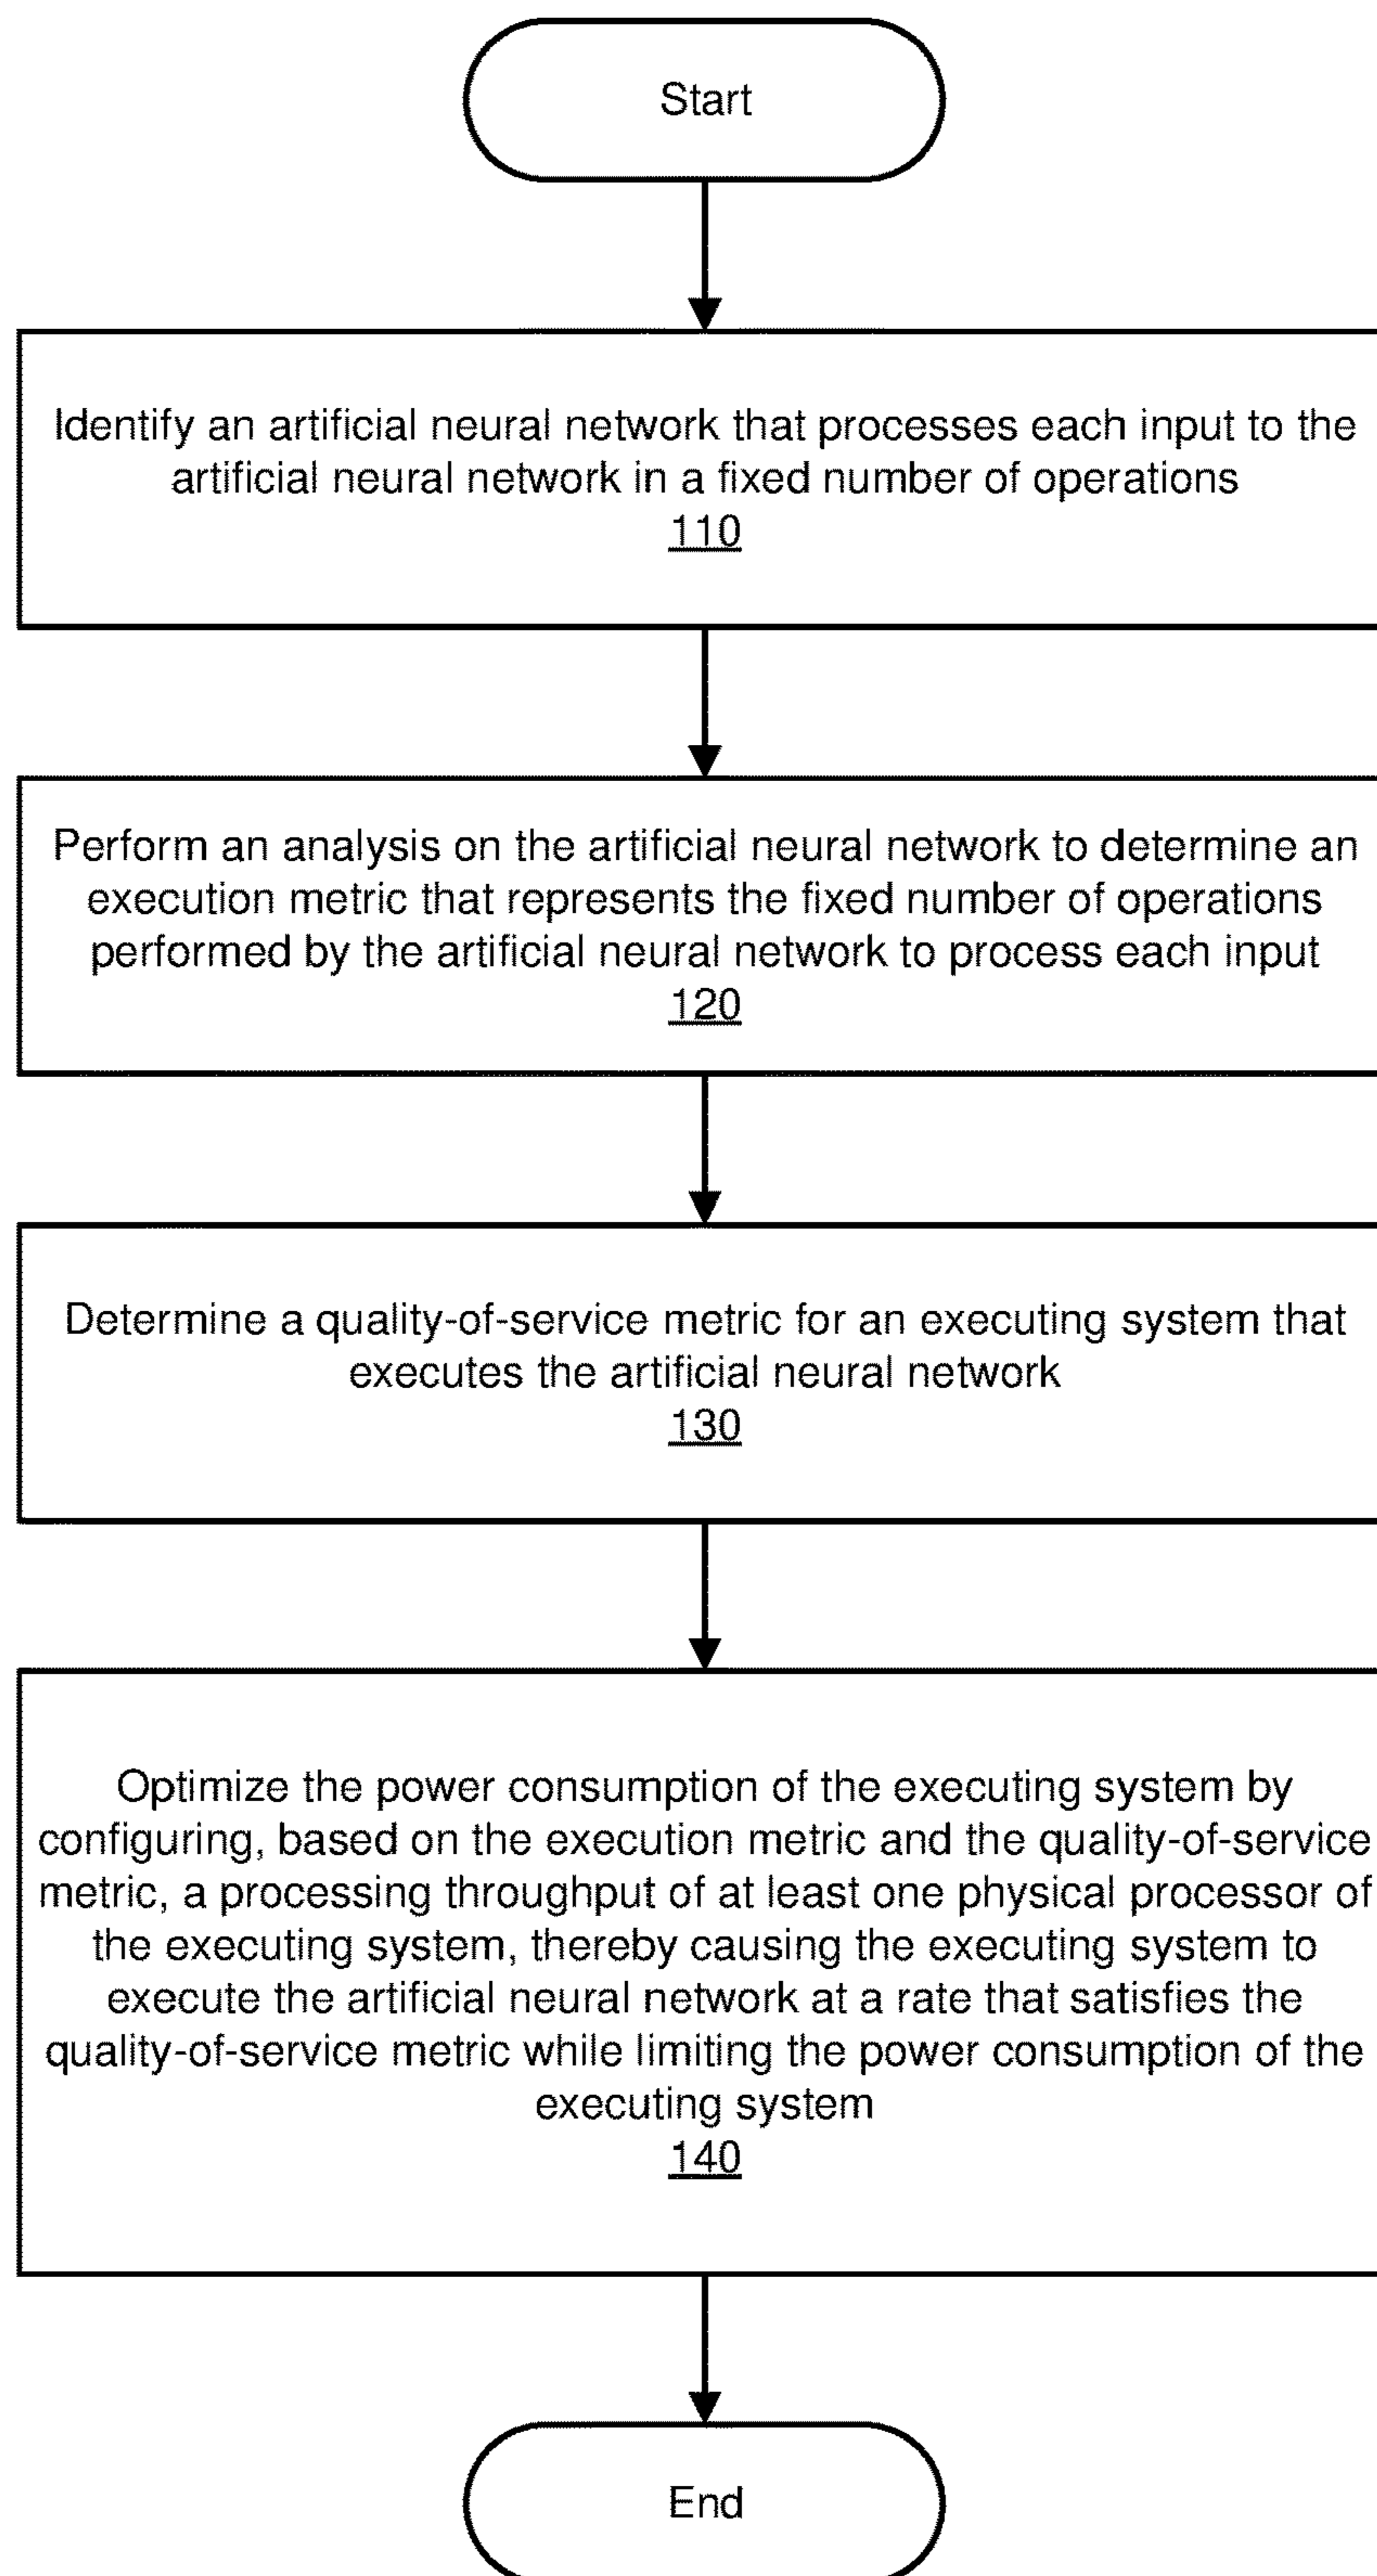 Start
Identify an artificial neural network that processes each input to the
artificial neural network in a fixed number of operations
110
Perform an analysis on the artificial neural network to determine an
execution metric that represents the fixed number of operations
performed by the artificial neural network to process each input
120
Determine a quality-of-service metric for an executing system that
executes the artificial neural network
130
Optimize the power consumption of the executing system by
configuring, based on the execution metric and the quality-of-service
metric, a processing throughput of at least one physical processor of
the executing system, thereby causing the executing system to
execute the artificial neural network at a rate that satisfies the
quality-of-service metric while limiting the power consumption of the
executing system
140
End